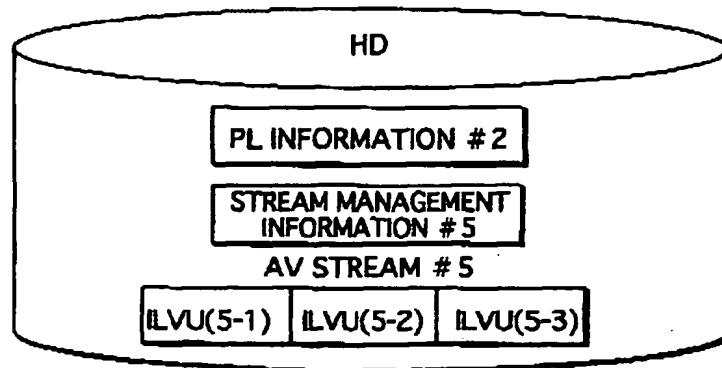 HD
PL INFORMATION #2
STREAM MANAGEMENT
INFORMATION #5
AV STREAM #5
ILVU(5-1) ILVU(5-2) ILVU(5-3)